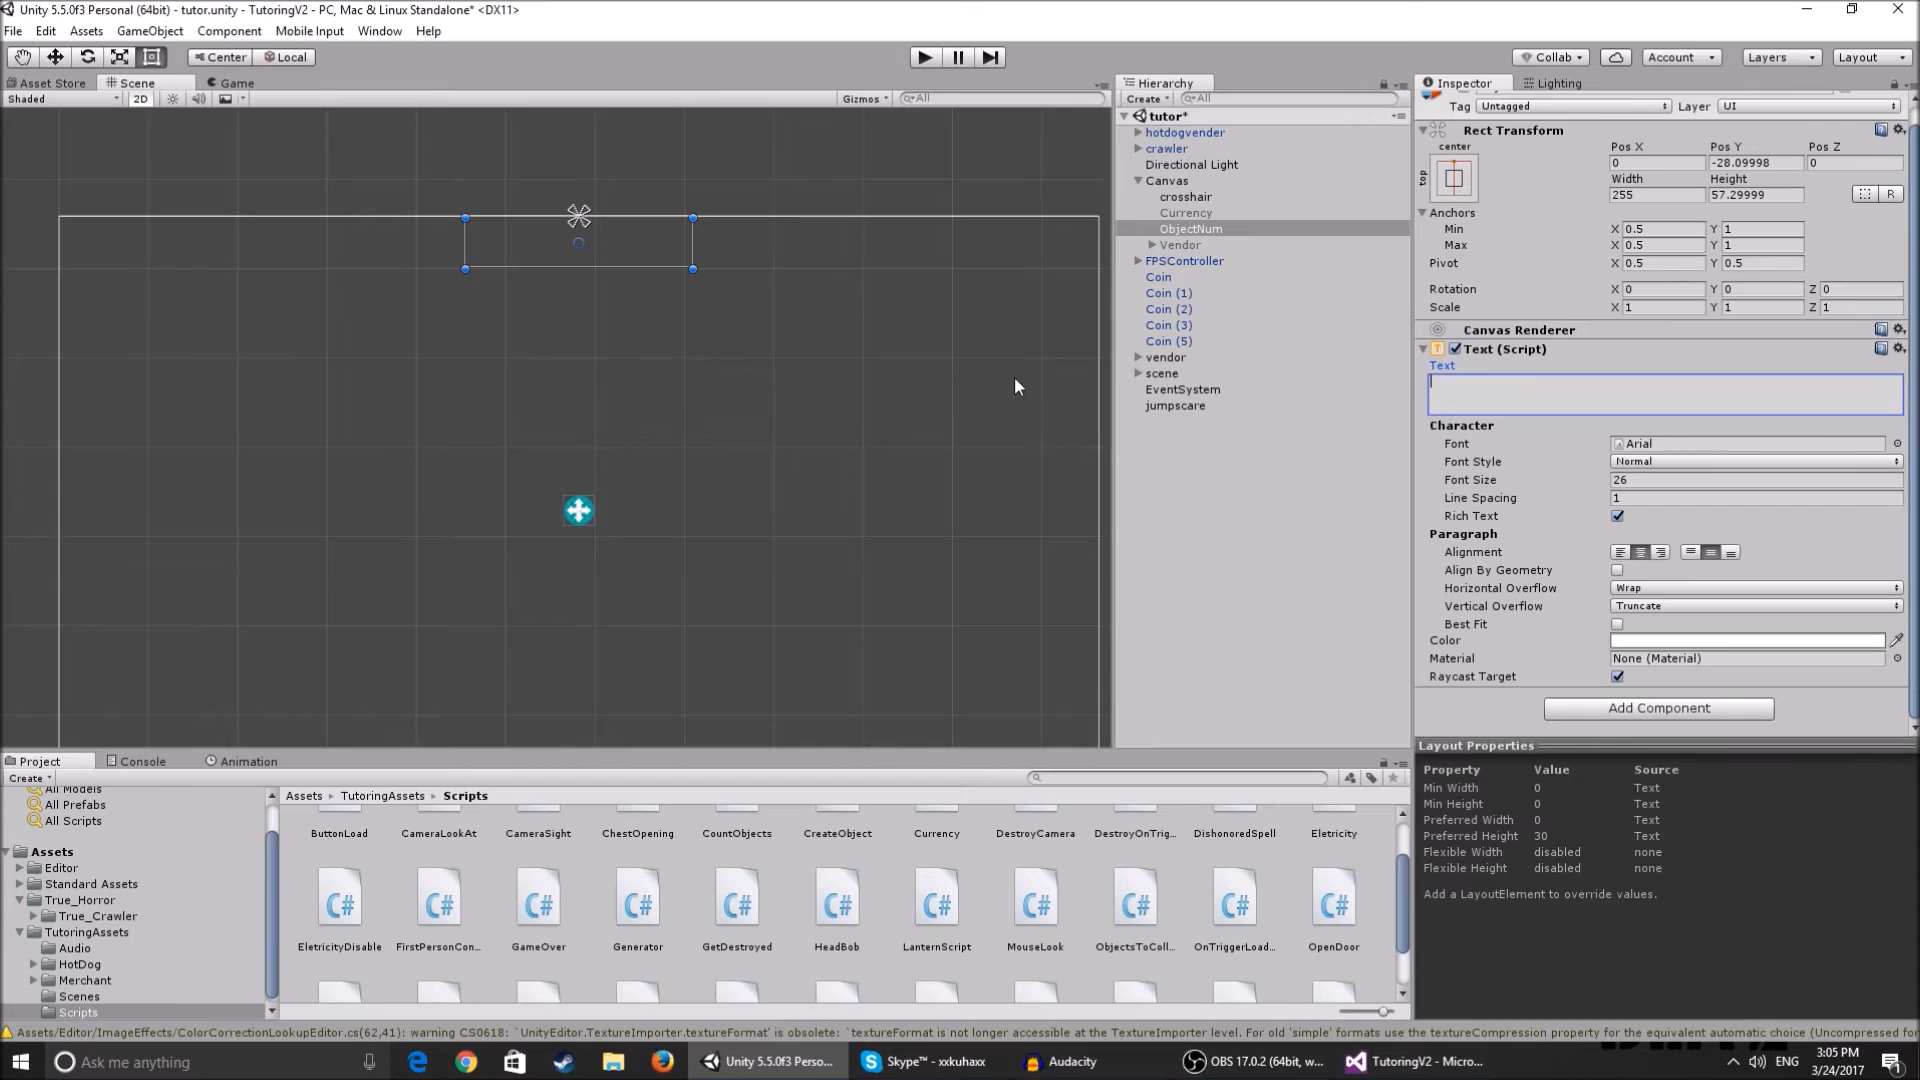 Unity 5.5.0f3 Personal (64bit) - tutor.unity - TutoringV2 - PC, Mac & Linux Standalone* <DX11>
File Edit Assets GameObject Component Mobile Input Window Help
Center Local Collab Account Layers Layout
Asset Store Scene Game
Shaded 2D Gizmos All
Hierarchy
Create All
tutor*
hotdogvender
crawler
Directional Light
Canvas
crosshair
Currency
ObjectNum
Vendor
FPSController
Coin
Coin (1)
Coin (2)
Coin (3)
Coin (5)
vendor
scene
EventSystem
jumpscare
Inspector Lighting
Tag Untagged Layer UI
Rect Transform
center Pos X Pos Y Pos Z
top 0 -28.09998 0
Width Height
255 57.29999 R
Anchors
Min X 0.5 Y 1
Max X 0.5 Y 1
Pivot X 0.5 Y 0.5
Rotation X 0 Y 0 Z 0
Scale X 1 Y 1 Z 1
Canvas Renderer
Text (Script)
Text
Character
Font Arial
Font Style Normal
Font Size 26
Line Spacing 1
Rich Text
Paragraph
Alignment
Align By Geometry
Horizontal Overflow Wrap
Vertical Overflow Truncate
Best Fit
Color
Material None (Material)
Raycast Target
Add Component
Layout Properties
Property Value Source
Min Width 0 Text
Min Height 0 Text
Preferred Width 0 Text
Preferred Height 30 Text
Flexible Width disabled none
Flexible Height disabled none
Add a LayoutElement to override values.
Project Console Animation
Create
All Models
All Prefabs
All Scripts
Assets
Editor
Standard Assets
True_Horror
True_Crawler
TutoringAssets
Audio
HotDog
Merchant
Scenes
Scripts
Assets TutoringAssets Scripts
ButtonLoad CameraLookAt CameraSight ChestOpening CountObjects CreateObject Currency DestroyCamera DestroyOnTrig... DishonoredSpell Eletricity
C# C# C# C# C# C# C# C# C# C# C#
EletricityDisable FirstPersonCon... GameOver Generator GetDestroyed HeadBob LanternScript MouseLook ObjectsToColl... OnTriggerLoad... OpenDoor
Assets/Editor/ImageEffects/ColorCorrectionLookupEditor.cs(62,41): warning CS0618: `UnityEditor.TextureImporter.textureFormat' is obsolete: `textureFormat is not longer accessible at the TextureImporter level. For old 'simple' formats use the textureCompression property for the equivalent automatic choice (Uncompressed for
Ask me anything Unity 5.5.0f3 Perso... Skype™ - xxkuhaxx Audacity OBS 17.0.2 (64bit, w... TutoringV2 - Micro... ENG 3:05 PM
3/24/2017